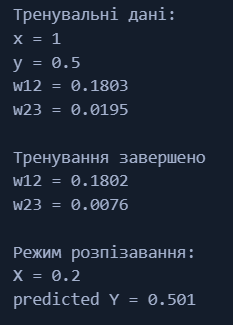 Тренувальні дані:
x = 1
y = 0.5
w12 = 0.1803
w23 = 0.0195
Тренування завершено
w12 = 0.1802
w23 = 0.0076
Режим розпізавання:
X = 0.2
predicted Y = 0.501